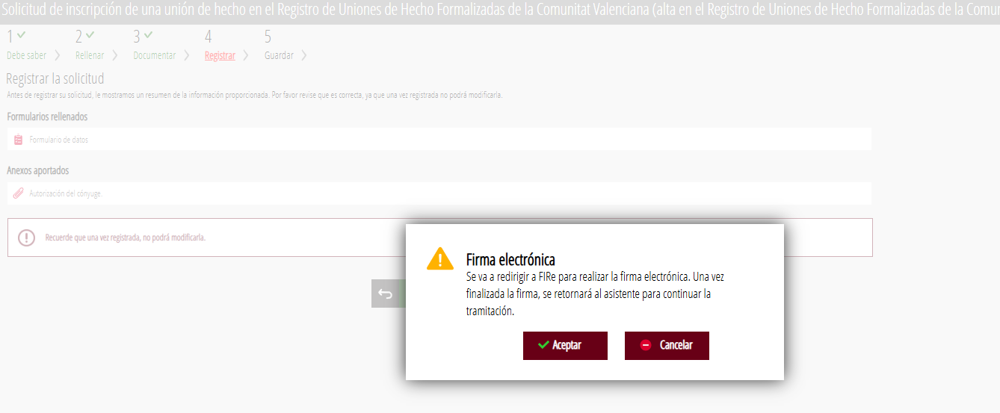 Solicitud de inscripción de una unión de hecho en el Registro de Uniones de Hecho Formalizadas de la Comunitat Valenciana (alta en el Registro de Uniones de Hecho Formalizadas de la Comun
1 2 3 4 5
Debe saber Rellenar Documentar Registrar Guardar
Registrar la solicitud
Antes de registrar su solicitud, le mostramos un resumen de la información proporcionada. Por favor revise que es correcta, ya que una vez registrada no podrá modificarla.
Formularios rellenados
Formulario de datos
Anexos aportados
Autorización del cónyuge.
Recuerde que una vez registrada, no podrá modificarla.
Firma electrónica
Se va a redirigir a FIRe para realizar la firma electrónica. Una vez
finalizada la firma, se retornará al asistente para continuar la
tramitación.
Aceptar Cancelar